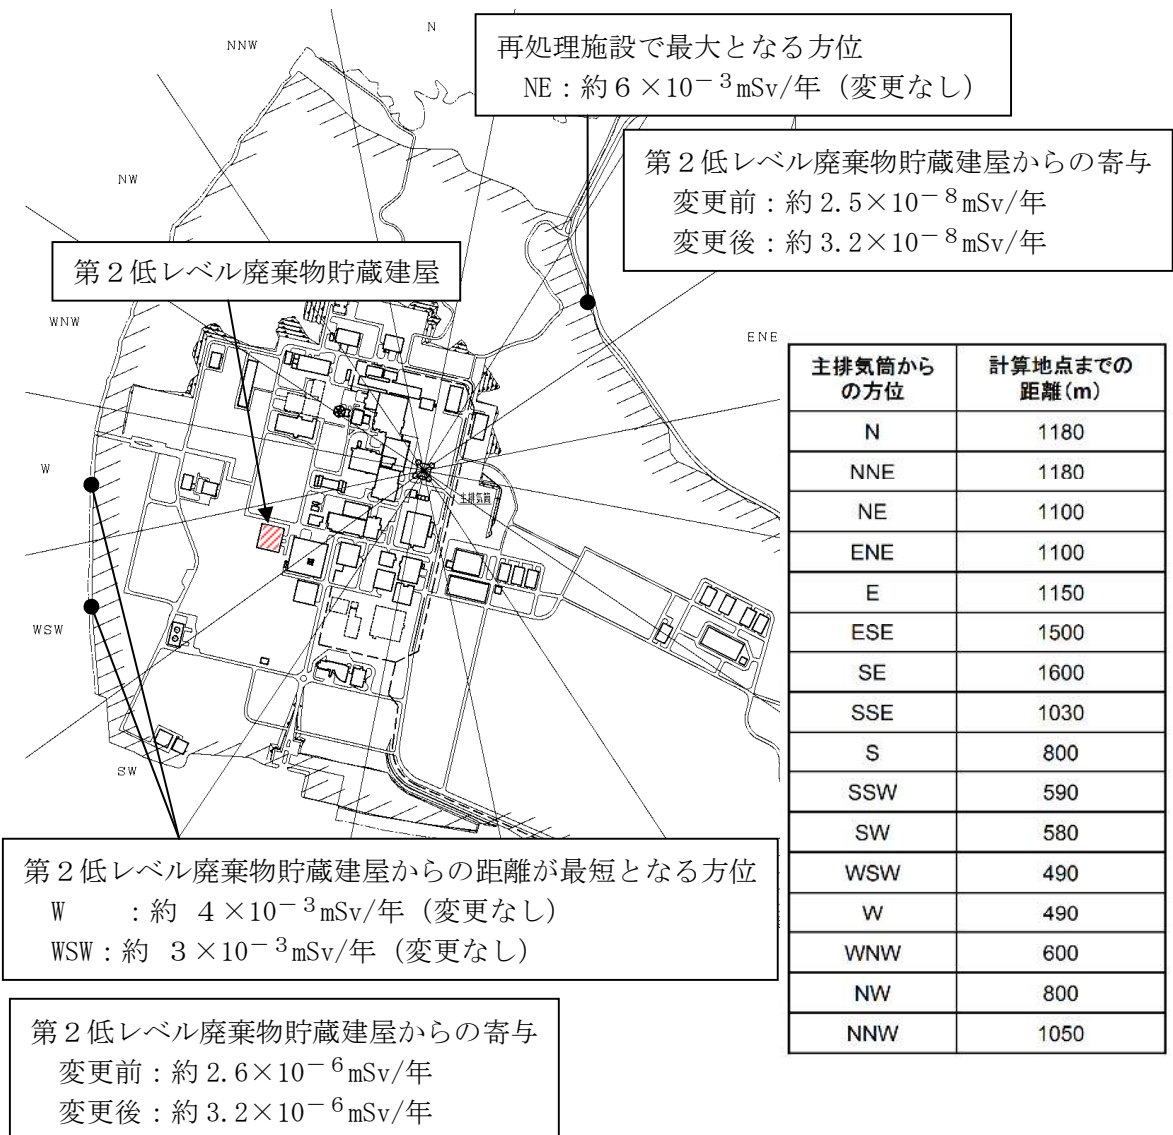 N
NNW
再処理施設で最大となる方位
NE：約６×10－３mSv/年（変更なし）
第２低レベル廃棄物貯蔵建屋からの寄与
変更前：約 2.5×10－８mSv/年
変更後：約 3.2×10－８mSv/年
NW
第２低レベル廃棄物貯蔵建屋
WNW
ENE
W
主排気筒
WSW
SW
主排気筒から
の方位
計算地点までの
距離(m)
N 1180
NNE 1180
NE 1100
ENE 1100
E 1150
ESE 1500
SE 1600
SSE 1030
S 800
SSW 590
SW 580
WSW 490
W 490
WNW 600
NW 800
NNW 1050
第２低レベル廃棄物貯蔵建屋からの距離が最短となる方位
W ：約 ４×10－３mSv/年（変更なし）
WSW：約 ３×10－３mSv/年（変更なし）
第２低レベル廃棄物貯蔵建屋からの寄与
変更前：約 2.6×10－６mSv/年
変更後：約 3.2×10－６mSv/年